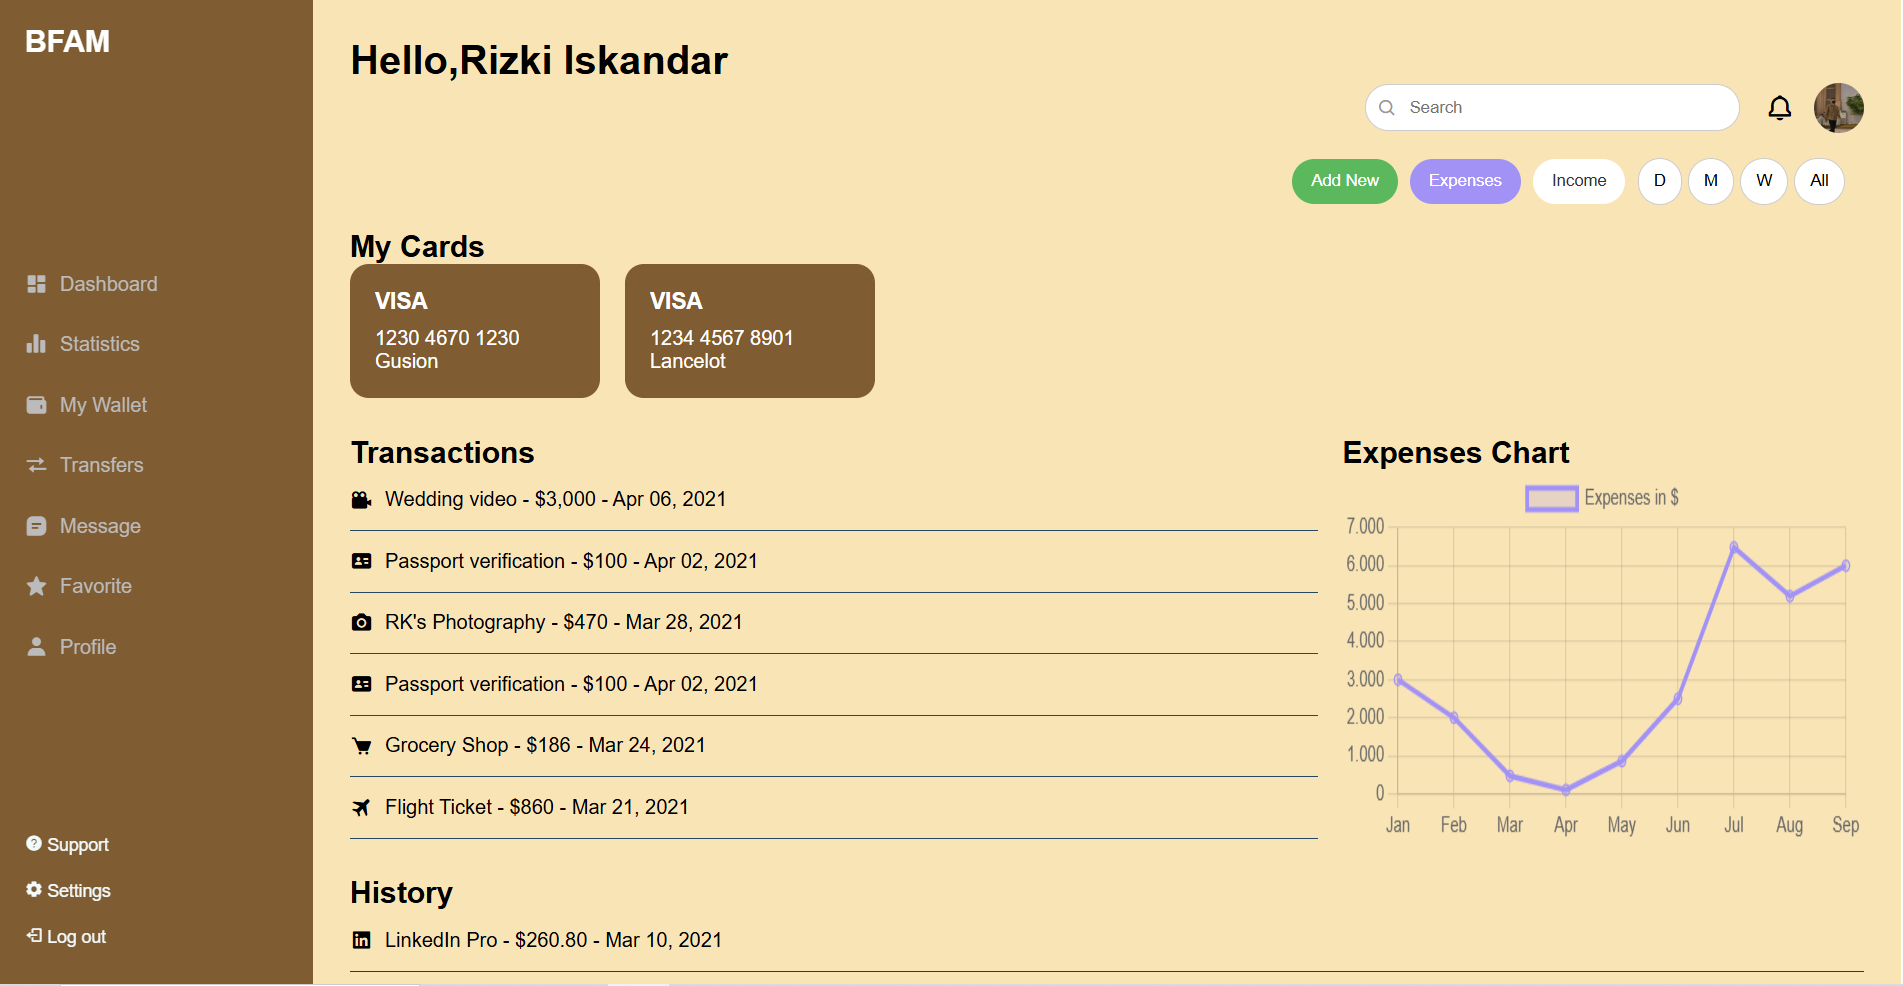 BFAM
Dashboard
Statistics
My Wallet
Transfers
Message
Favorite
Profile
Support
Settings
Log out
Hello,Rizki Iskandar
Search
Add New
Expenses
Income
D
M
W
All
My Cards
VISA
1230 4670 1230
Gusion
VISA
1234 4567 8901
Lancelot
Transactions
Wedding video - $3,000 - Apr 06, 2021
Passport verification - $100 - Apr 02, 2021
RK's Photography - $470 - Mar 28, 2021
Passport verification - $100 - Apr 02, 2021
Grocery Shop - $186 - Mar 24, 2021
Flight Ticket - $860 - Mar 21, 2021
Expenses Chart
Expenses in $
7.000
6.000
5.000
4.000
3.000
2.000
1.000
0
Jan Feb Mar Apr May Jun Jul Aug Sep
History
LinkedIn Pro - $260.80 - Mar 10, 2021